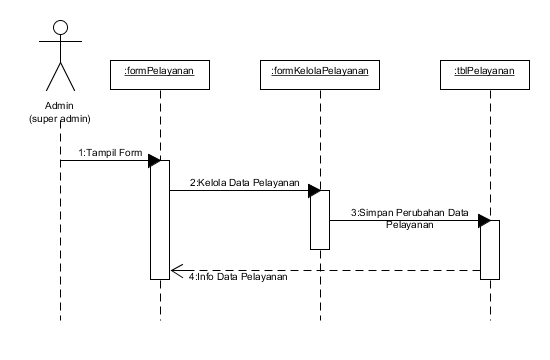 :formPelayanan
:formKelolaPelayanan
:tblPelayanan
Admin
(super admin)
1:Tampil Form
2:Kelola Data Pelayanan
3:Simpan Perubahan Data
Pelayanan
4:Info Data Pelayanan